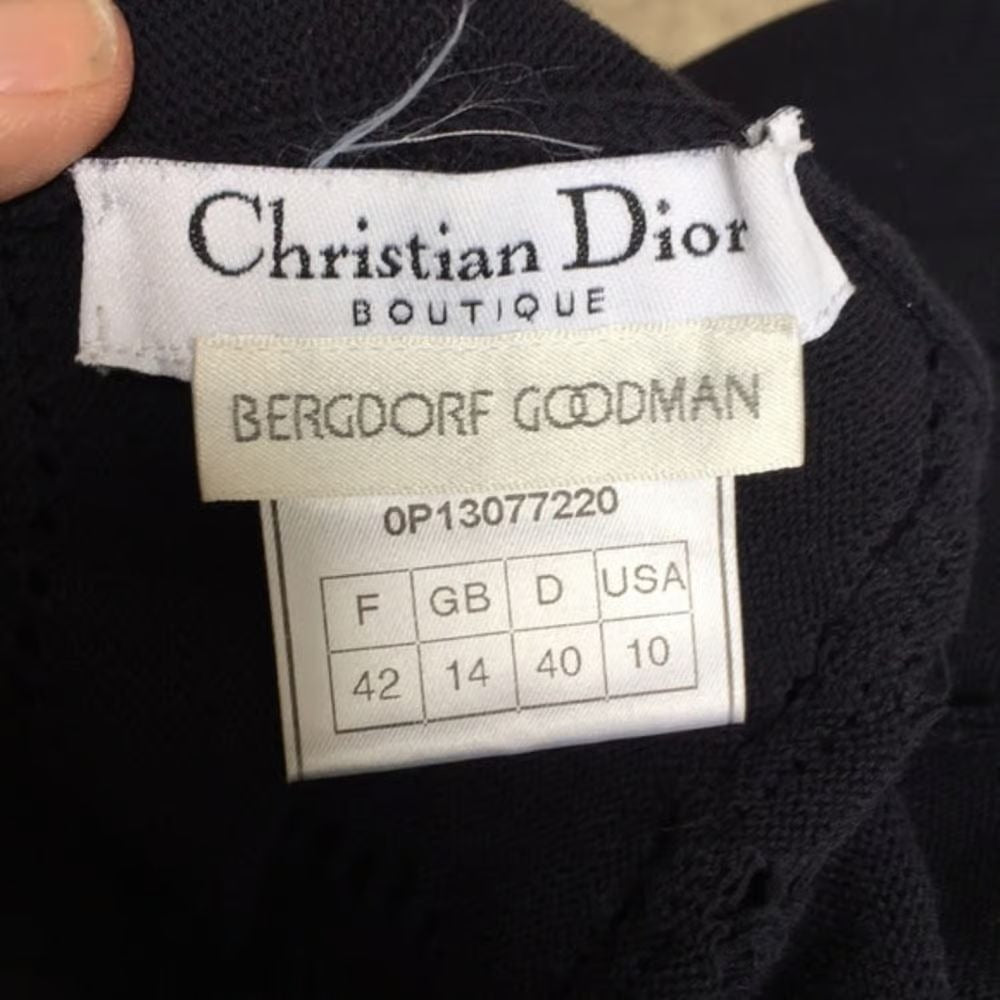 Christian Dior
BOUTIQUE
BERGDORF GOODMAN
0P13077220
F GB D USA
42 14 40 10